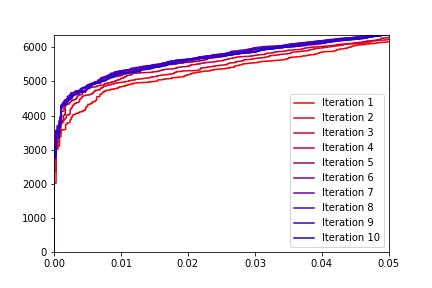 6000
5000
4000
3000
2000
1000
0
0.00 0.01 0.02 0.03 0.04 0.05
Iteration 1
Iteration 2
Iteration 3
Iteration 4
Iteration 5
Iteration 6
Iteration 7
Iteration 8
Iteration 9
Iteration 10